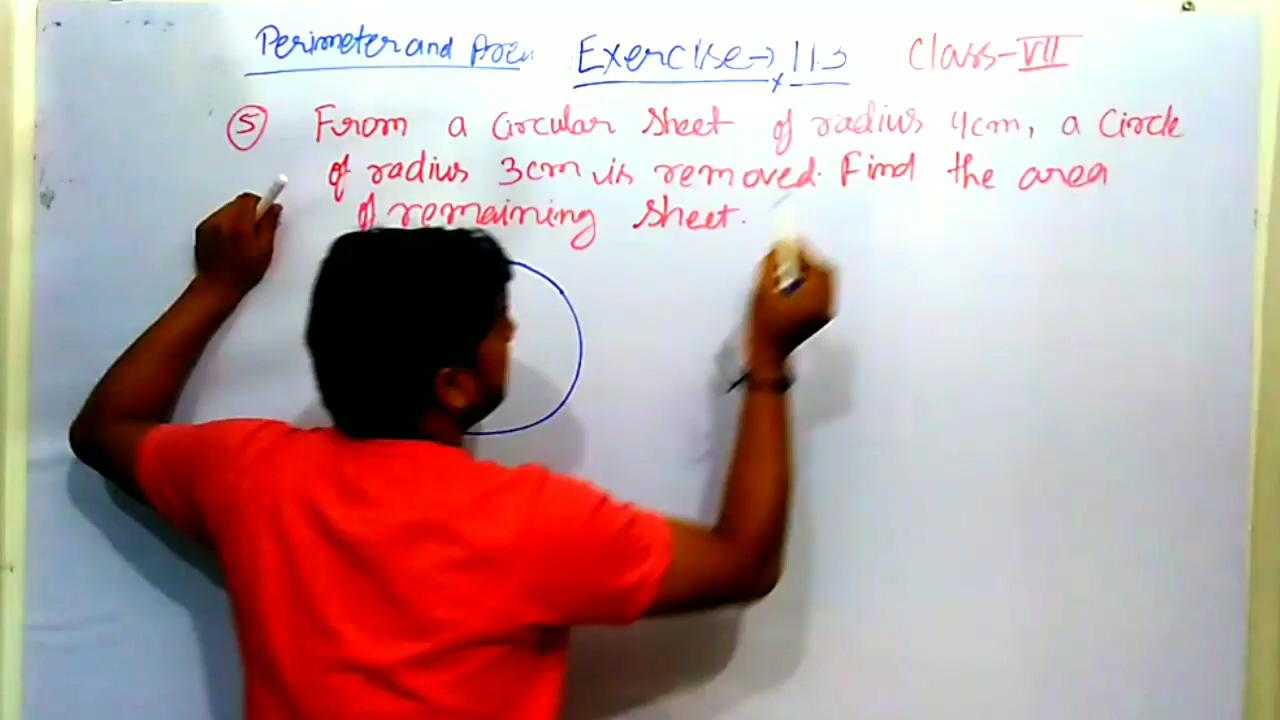 Perimeter and Area Exercise → 11.3 Class-VII
5 From a circular sheet of radius 4cm, a circle
of radius 3cm is removed. Find the area
of remaining sheet.